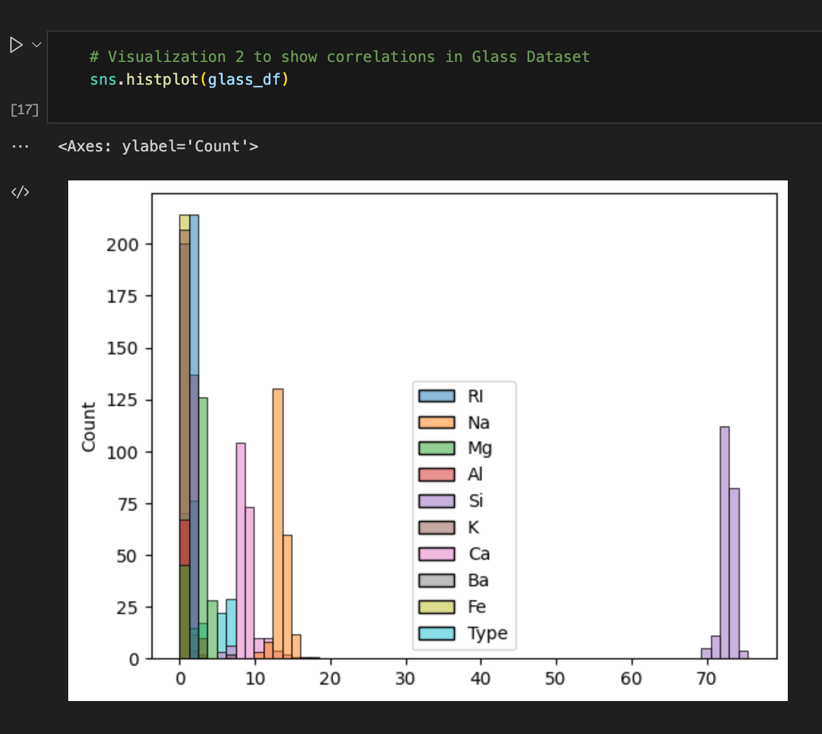 # Visualization 2 to show correlations in Glass Dataset
sns.histplot(glass_df)
[17]
... <Axes: ylabel='Count'>
</>
200
175
150
125
100
75
50
25
0
Count
RI
Na
Mg
Al
Si
K
Ca
Ba
Fe
Type
0 10 20 30 40 50 60 70